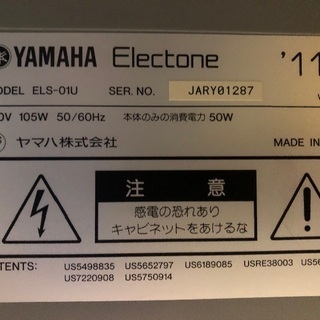 YAMAHA Electone '11
MODEL ELS-01U SER. NO. JARY01287
0V 105W 50/60Hz 本体のみの消費電力 50W
ヤマハ株式会社 MADE IN
注 意
感電の恐れあり
キャビネットをあけるな
TENTS: US5498835 US5652797 US6189085 USRE38003 US56
US7220908 US5750914